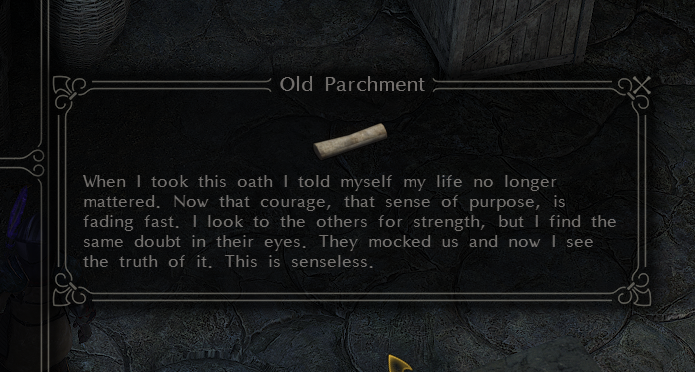 Old Parchment
When I took this oath I told myself my life no longer
mattered. Now that courage, that sense of purpose, is
fading fast. I look to the others for strength, but I find the
same doubt in their eyes. They mocked us and now I see
the truth of it. This is senseless.